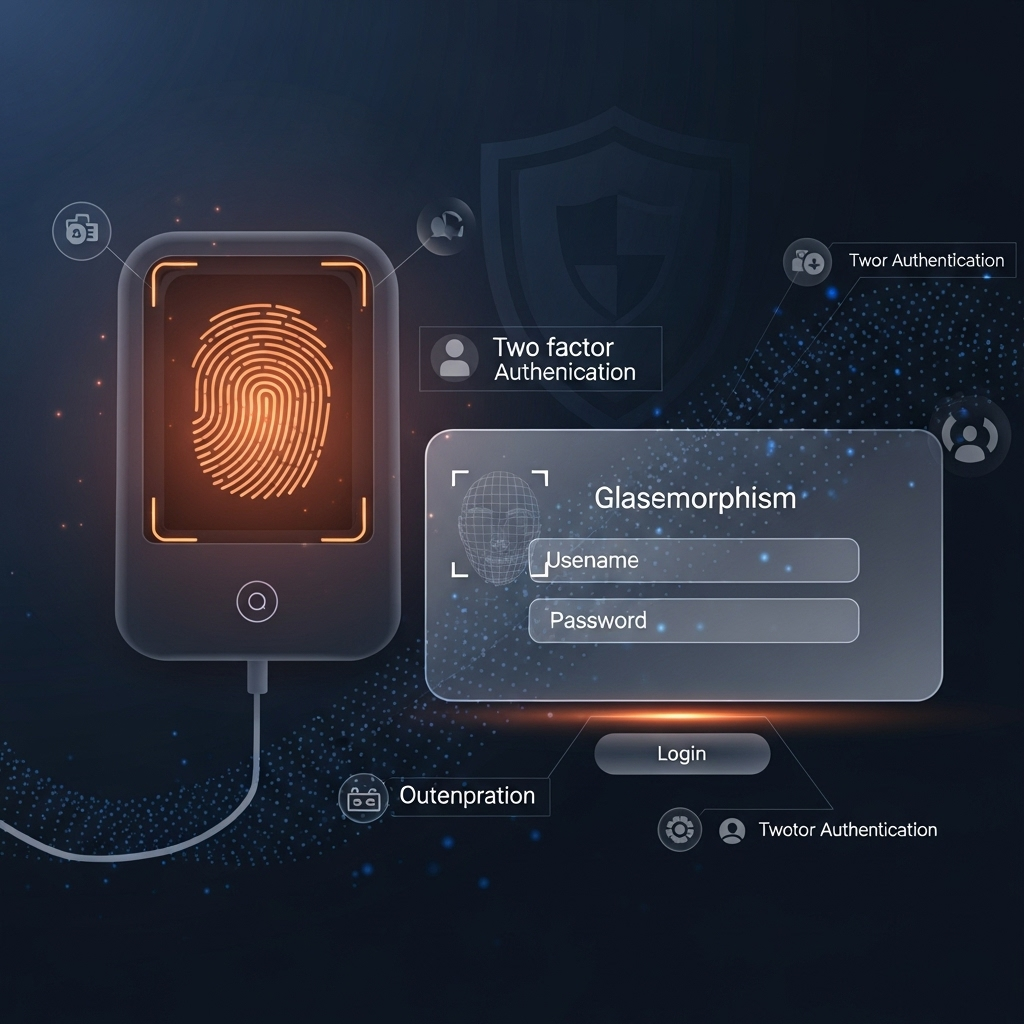 Twor Authentication
Two factor
Authenication
Glasemorphism
Usename
Password
Login
Outenpration
Twotor Authentication